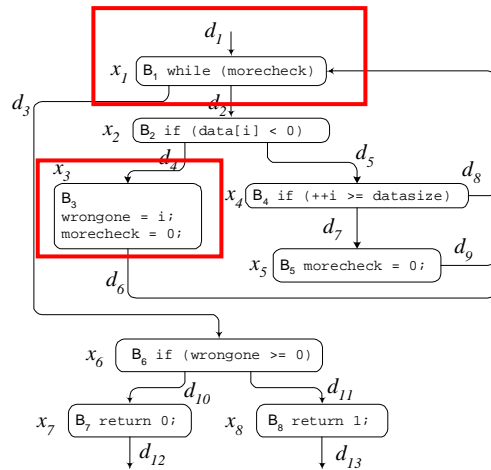 d1
x1 B1 while (morecheck)
d3 d2
x2 B2 if (data[i] < 0)
x3 d4 d5
B3
wrongone = i;
morecheck = 0;
x4 B4 if (++i >= datasize) d8
d7
x5 B5 morecheck = 0; d9
d6
x6 B6 if (wrongone >= 0)
d10 d11
x7 B7 return 0; x8 B8 return 1;
d12 d13